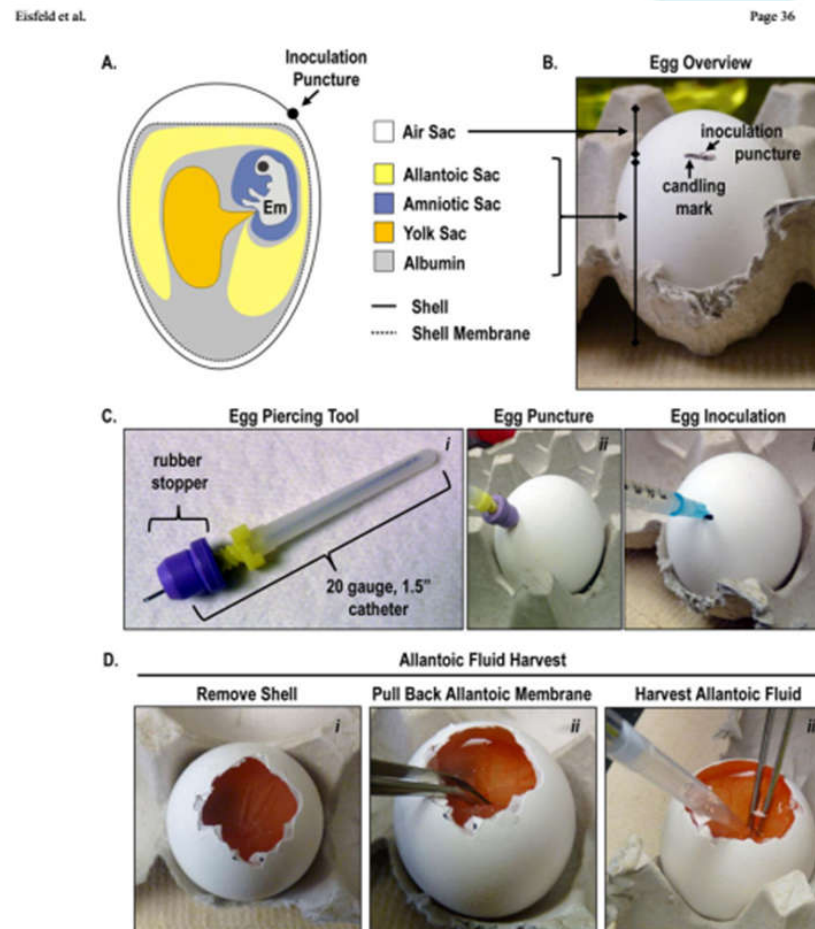 Eisfeld et al.
Page 36
A.
Inoculation
Puncture
Em
Air Sac
Allantoic Sac
Amniotic Sac
Yolk Sac
Albumin
Shell
Shell Membrane
B.
Egg Overview
inoculation
puncture
candling
mark
C.
Egg Piercing Tool
i
rubber
stopper
20 gauge, 1.5"
catheter
Egg Puncture
ii
Egg Inoculation
D.
Allantoic Fluid Harvest
Remove Shell
i
Pull Back Allantoic Membrane
ii
Harvest Allantoic Fluid